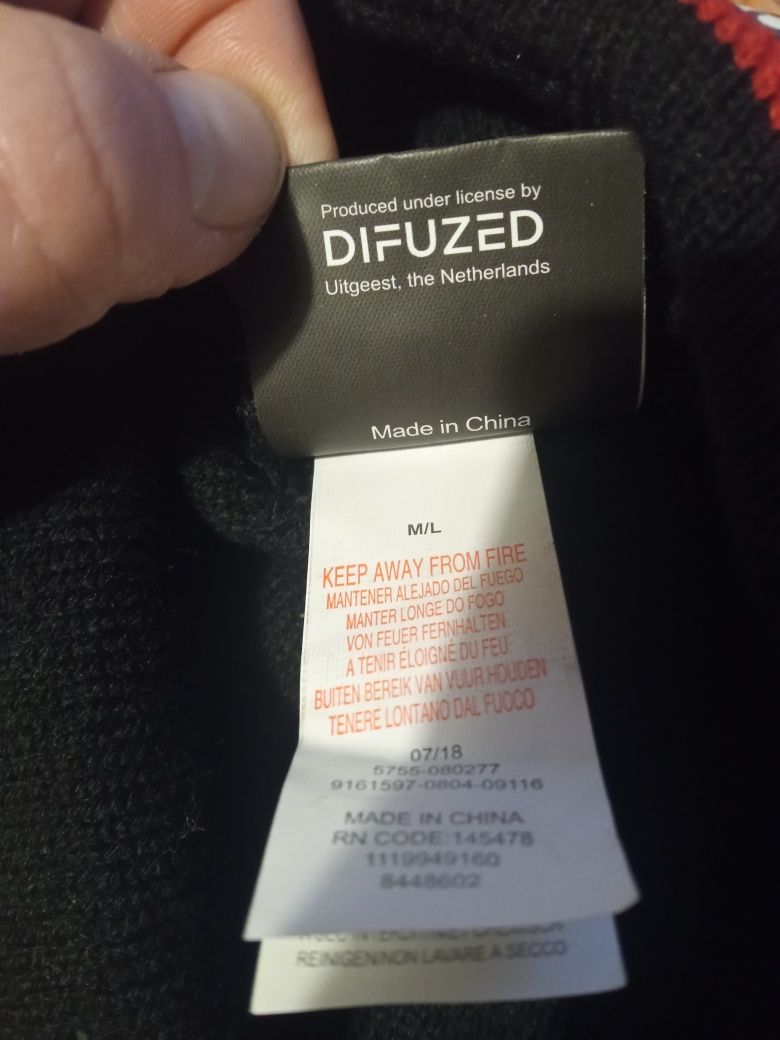 Produced under license by
DIFUZED
Uitgeest, the Netherlands
Made in China
M/L
KEEP AWAY FROM FIRE
MANTENER ALEJADO DEL FUEGO
MANTER LONGE DO FOGO
VON FEUER FERNHALTEN
A TENIR ÉLOIGNÉ DU FEU
BUITEN BEREIK VAN VUUR HOUDEN
TENERE LONTANO DAL FUOCO
07/18
5755-080277
9161597-0804-09116
MADE IN CHINA
RN CODE:145478
1119949160
8448602
REINIGEN/NON LAVARE A SECCO